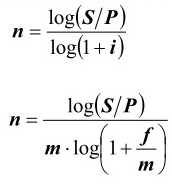 n = log(S/P) / log(1 + i)
n = log(S/P) / m · log(1 + f/m)